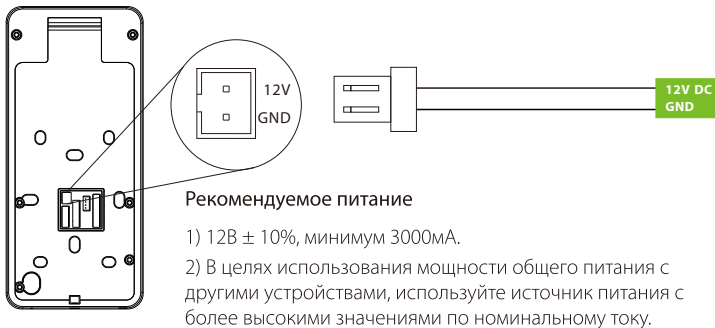 12V
GND
12V DC
GND
Рекомендуемое питание
1) 12В ± 10%, минимум 3000мА.
2) В целях использования мощности общего питания с
другими устройствами, используйте источник питания с
более высокими значениями по номинальному току.